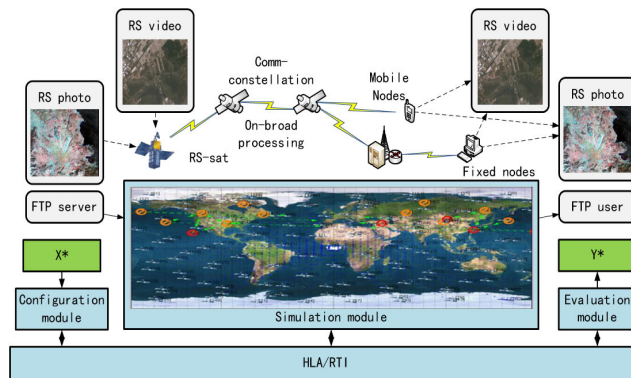 RS video
RS video
Comm-
constellation
Mobile
Nodes
RS photo
RS photo
On-broad
processing
RS-sat
Fixed nodes
FTP server
FTP user
X*
Y*
Configuration
module
Evaluation
module
Simulation module
HLA/RTI